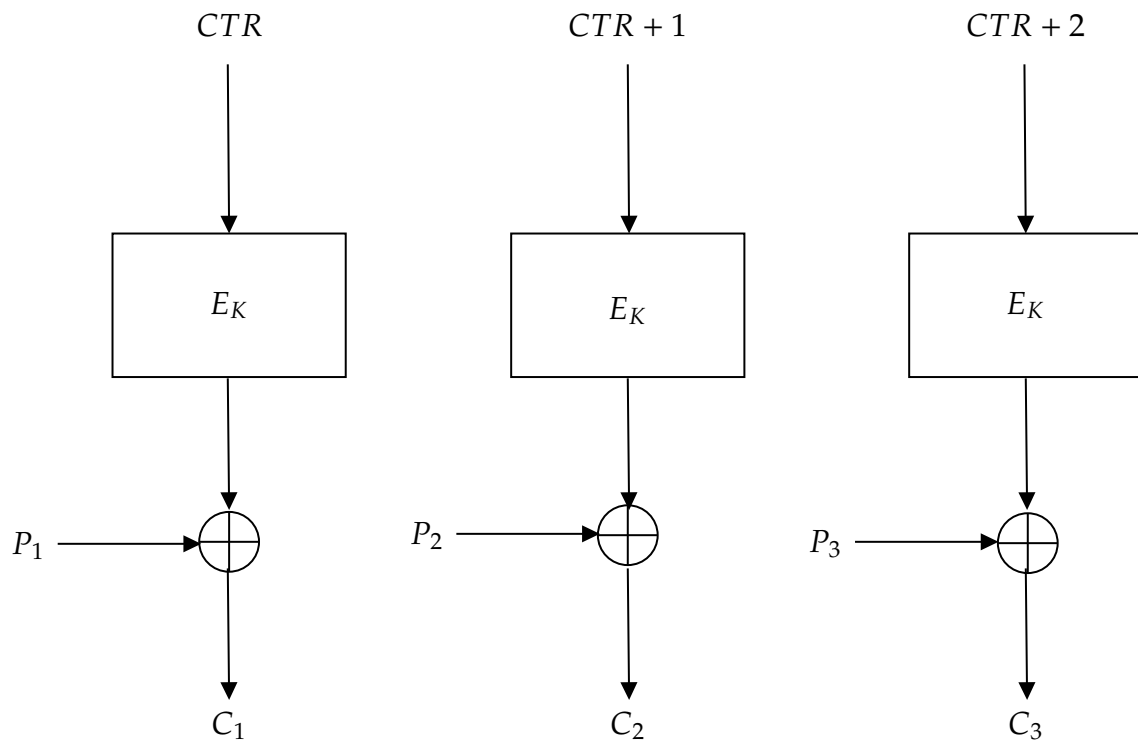 CTR CTR + 1 CTR + 2
E_K E_K E_K
P_1 P_2 P_3
C_1 C_2 C_3